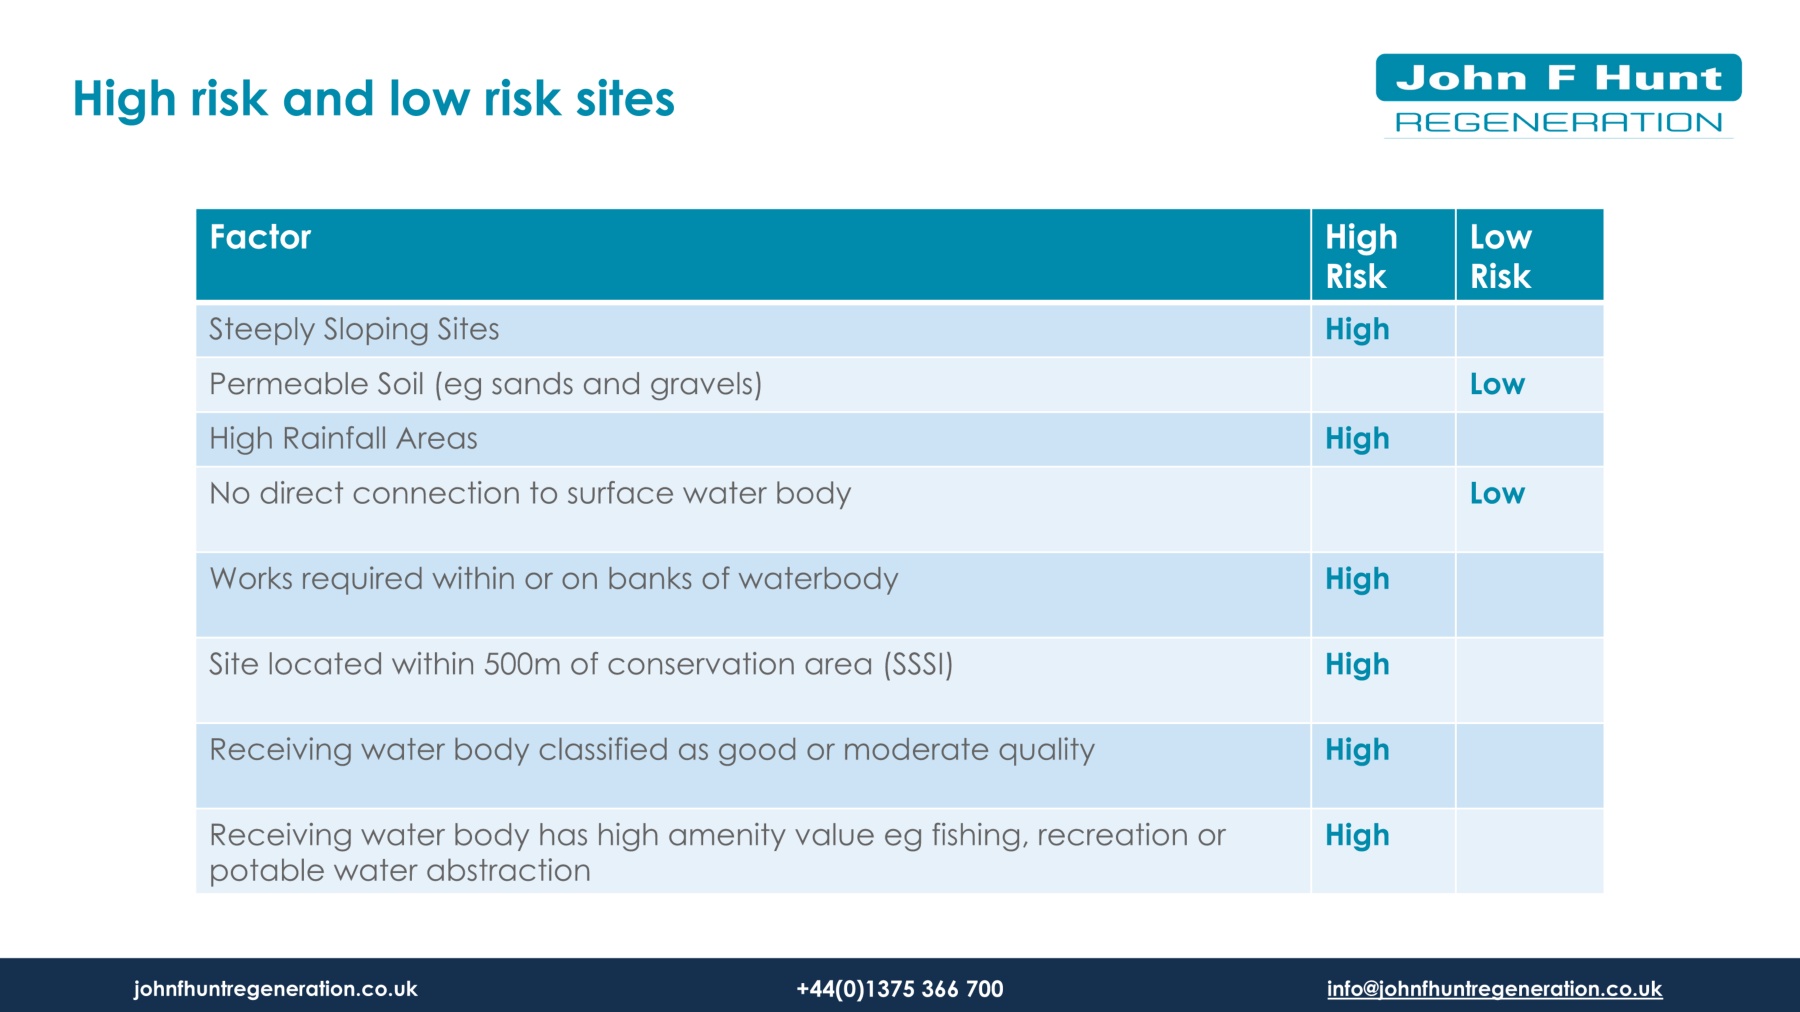 High risk and low risk sites
John F Hunt
REGENERATION
Factor
High
Risk
Low
Risk
Steeply Sloping Sites
High
Permeable Soil (eg sands and gravels)
Low
High Rainfall Areas
High
No direct connection to surface water body
Low
Works required within or on banks of waterbody
High
Site located within 500m of conservation area (SSSI)
High
Receiving water body classified as good or moderate quality
High
Receiving water body has high amenity value eg fishing, recreation or
potable water abstraction
High
johnfhuntregeneration.co.uk
+44(0)1375 366 700
info@johnfhuntregeneration.co.uk